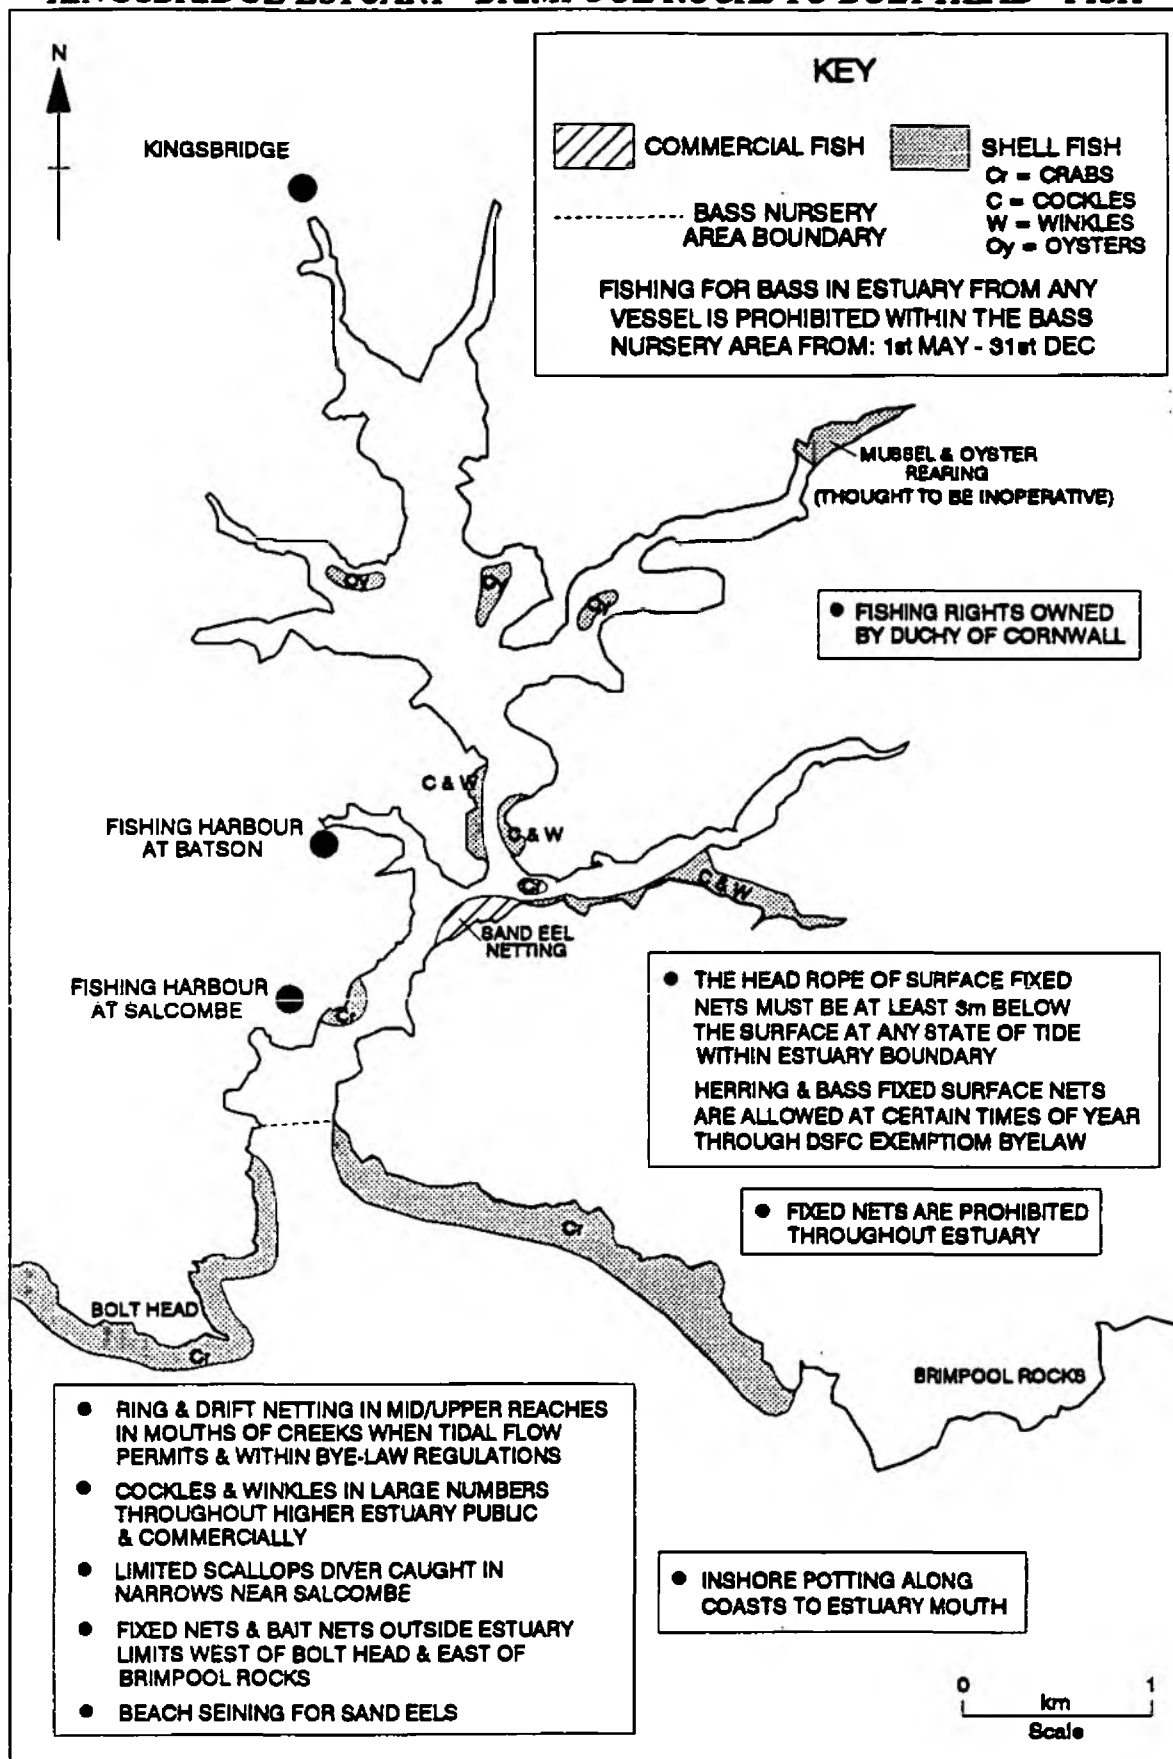 N
KINGSBRIDGE
KEY
COMMERCIAL FISH
SHELL FISH
Cr = CRABS
C = COCKLES
W = WINKLES
Oy = OYSTERS
BASS NURSERY
AREA BOUNDARY
FISHING FOR BASS IN ESTUARY FROM ANY
VESSEL IS PROHIBITED WITHIN THE BASS
NURSERY AREA FROM: 1st MAY - 31st DEC
MUSSEL & OYSTER
REARING
(THOUGHT TO BE INOPERATIVE)
Oy
Oy
Oy
● FISHING RIGHTS OWNED
BY DUCHY OF CORNWALL
C & W
C & W
FISHING HARBOUR
AT BATSON
Cr
C & W
SAND EEL
NETTING
FISHING HARBOUR
AT SALCOMBE
Cr
● THE HEAD ROPE OF SURFACE FIXED
NETS MUST BE AT LEAST 3m BELOW
THE SURFACE AT ANY STATE OF TIDE
WITHIN ESTUARY BOUNDARY
HERRING & BASS FIXED SURFACE NETS
ARE ALLOWED AT CERTAIN TIMES OF YEAR
THROUGH DSFC EXEMPTIOM BYELAW
● FIXED NETS ARE PROHIBITED
THROUGHOUT ESTUARY
Cr
BOLT HEAD
Cr
BRIMPOOL ROCKS
● RING & DRIFT NETTING IN MID/UPPER REACHES
IN MOUTHS OF CREEKS WHEN TIDAL FLOW
PERMITS & WITHIN BYE-LAW REGULATIONS
● COCKLES & WINKLES IN LARGE NUMBERS
THROUGHOUT HIGHER ESTUARY PUBLIC
& COMMERCIALLY
● LIMITED SCALLOPS DIVER CAUGHT IN
NARROWS NEAR SALCOMBE
● FIXED NETS & BAIT NETS OUTSIDE ESTUARY
LIMITS WEST OF BOLT HEAD & EAST OF
BRIMPOOL ROCKS
● BEACH SEINING FOR SAND EELS
● INSHORE POTTING ALONG
COASTS TO ESTUARY MOUTH
0 1
km
Scale